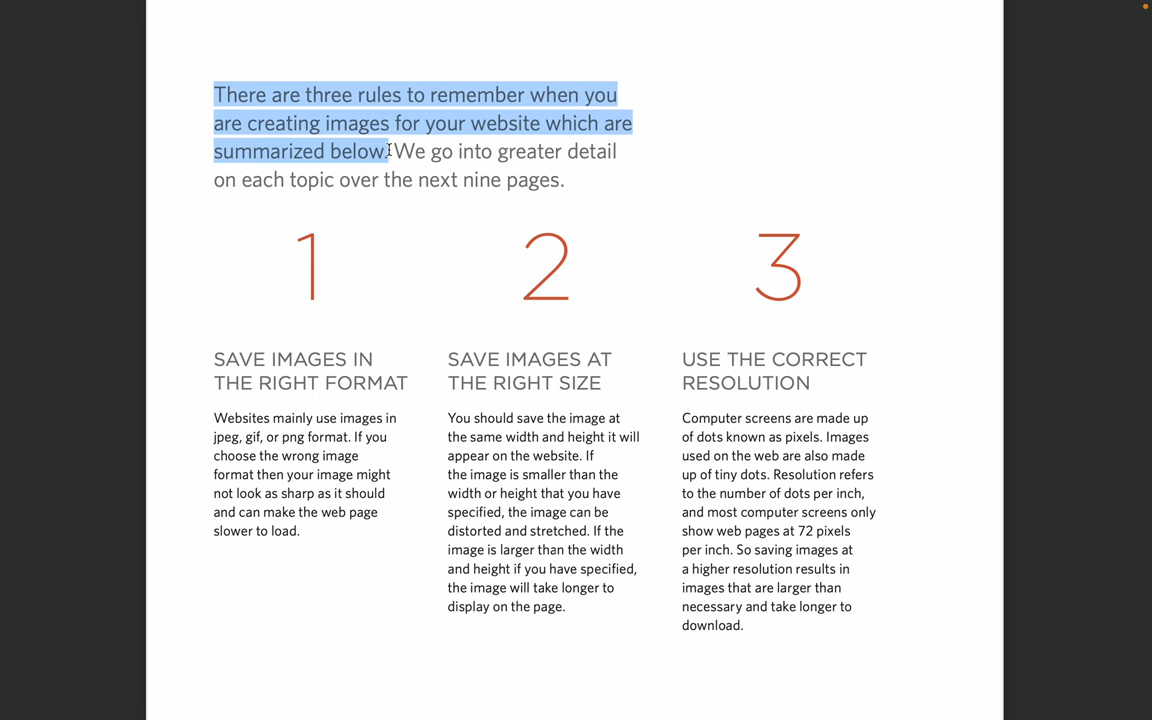 There are three rules to remember when you
are creating images for your website which are
summarized below. We go into greater detail
on each topic over the next nine pages.
1
2
3
SAVE IMAGES IN
THE RIGHT FORMAT
Websites mainly use images in
jpeg, gif, or png format. If you
choose the wrong image
format then your image might
not look as sharp as it should
and can make the web page
slower to load.
SAVE IMAGES AT
THE RIGHT SIZE
You should save the image at
the same width and height it will
appear on the website. If
the image is smaller than the
width or height that you have
specified, the image can be
distorted and stretched. If the
image is larger than the width
and height if you have specified,
the image will take longer to
display on the page.
USE THE CORRECT
RESOLUTION
Computer screens are made up
of dots known as pixels. Images
used on the web are also made
up of tiny dots. Resolution refers
to the number of dots per inch,
and most computer screens only
show web pages at 72 pixels
per inch. So saving images at
a higher resolution results in
images that are larger than
necessary and take longer to
download.